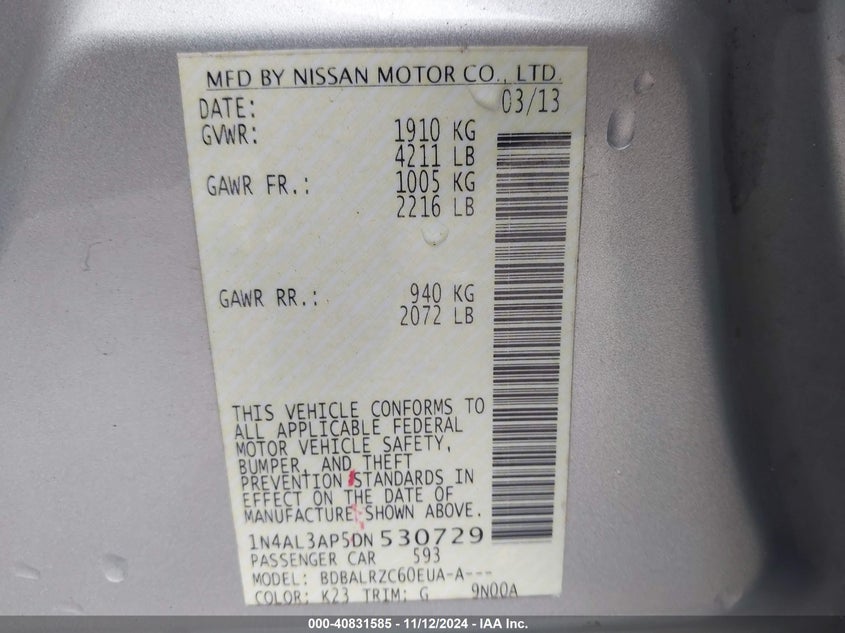 MFD BY NISSAN MOTOR CO., LTD.
DATE: 03/13
GVWR: 1910 KG
4211 LB
GAWR FR.: 1005 KG
2216 LB
GAWR RR.: 940 KG
2072 LB
THIS VEHICLE CONFORMS TO
ALL APPLICABLE FEDERAL
MOTOR VEHICLE SAFETY,
BUMPER, AND THEFT
PREVENTION STANDARDS IN
EFFECT ON THE DATE OF
MANUFACTURE SHOWN ABOVE.
1N4AL3AP5DN530729
PASSENGER CAR 593
MODEL: BDBALRZC60EUA-A---
COLOR: K23 TRIM: G 9N00A
000-40831585 - 11/12/2024 - IAA Inc.